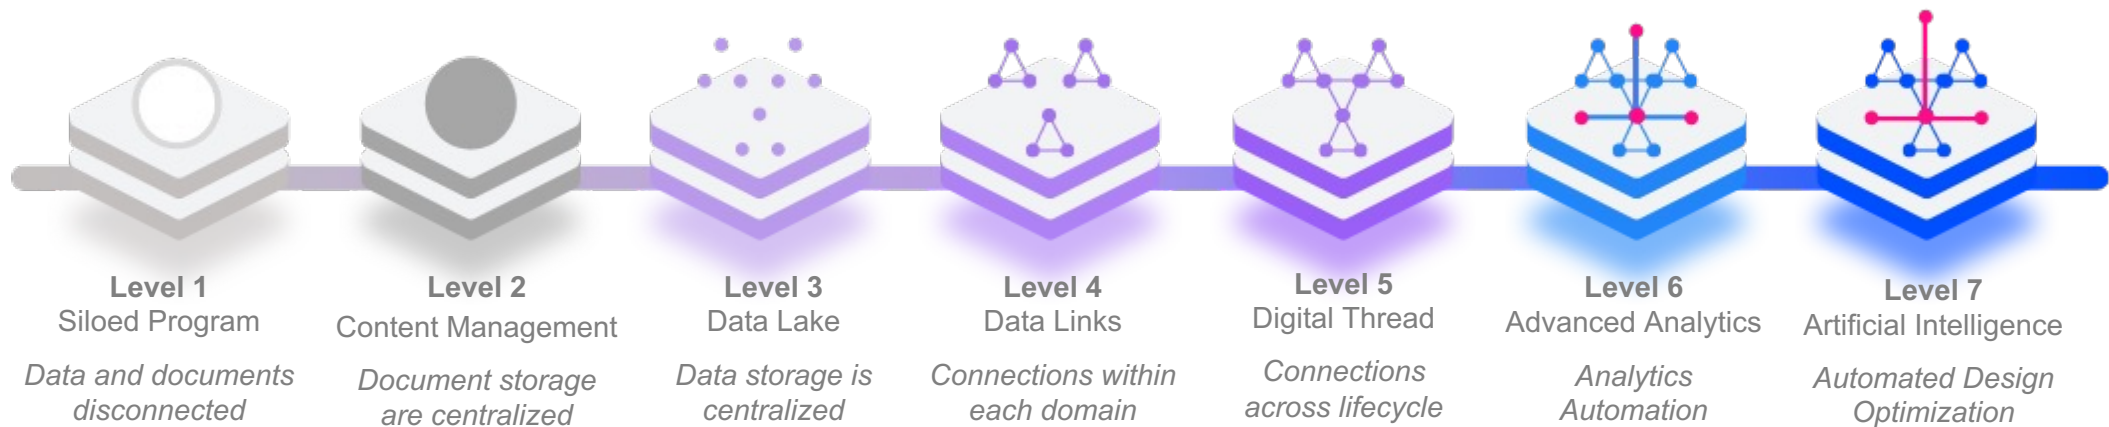 Level 1
Siloed Program
Data and documents
disconnected
Level 2
Content Management
Document storage
are centralized
Level 3
Data Lake
Data storage is
centralized
Level 4
Data Links
Connections within
each domain
Level 5
Digital Thread
Connections
across lifecycle
Level 6
Advanced Analytics
Analytics
Automation
Level 7
Artificial Intelligence
Automated Design
Optimization